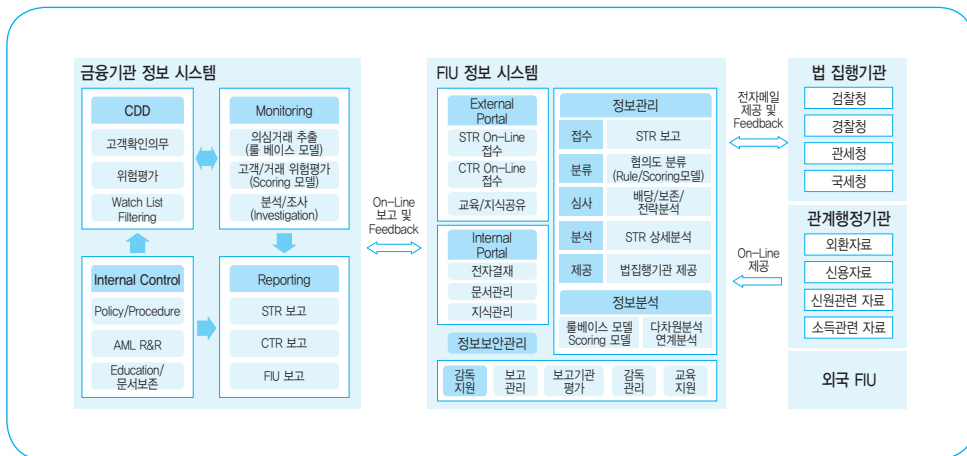 금융기관 정보 시스템
CDD
고객확인의무
위험평가
Watch List
Filtering
Monitoring
의심거래 추출
(룰 베이스 모델)
고객/거래 위험평가
(Scoring 모델)
분석/조사
(Investigation)
Internal Control
Policy/Procedure
AML R&R
Education/
문서보존
Reporting
STR 보고
CTR 보고
FIU 보고
On-Line
보고 및
Feedback
FIU 정보 시스템
External
Portal
STR On-Line
접수
CTR On-Line
접수
교육/지식공유
Internal
Portal
전자결재
문서관리
지식관리
정보보안관리
정보관리
접수
STR 보고
분류
혐의도 분류
(Rule/Scoring모델)
심사
배당/보존/
전략분석
분석
STR 상세분석
제공
법집행기관 제공
정보분석
룰베이스 모델
Scoring 모델
다차원분석
연계분석
감독
지원
보고
관리
보고기관
평가
감독
관리
교육
지원
전자메일
제공 및
Feedback
On-Line
제공
법 집행기관
검찰청
경찰청
관세청
국세청
관계행정기관
외환자료
신용자료
신원관련 자료
소득관련 자료
외국 FIU